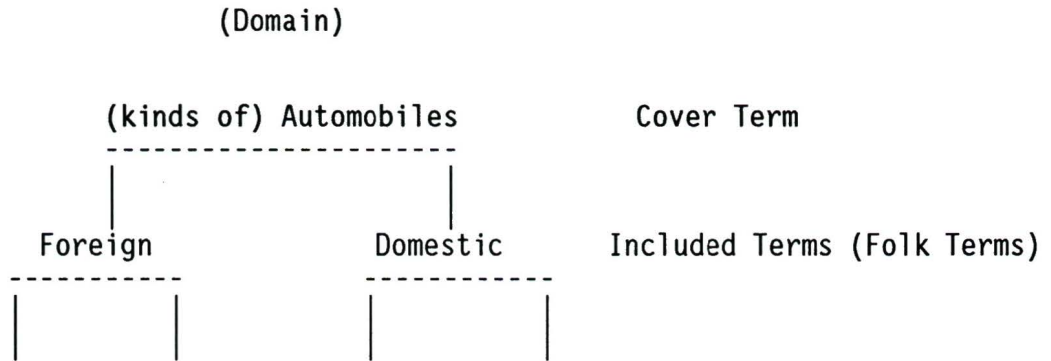 (Domain)
(kinds of) Automobiles Cover Term
Foreign Domestic Included Terms (Folk Terms)